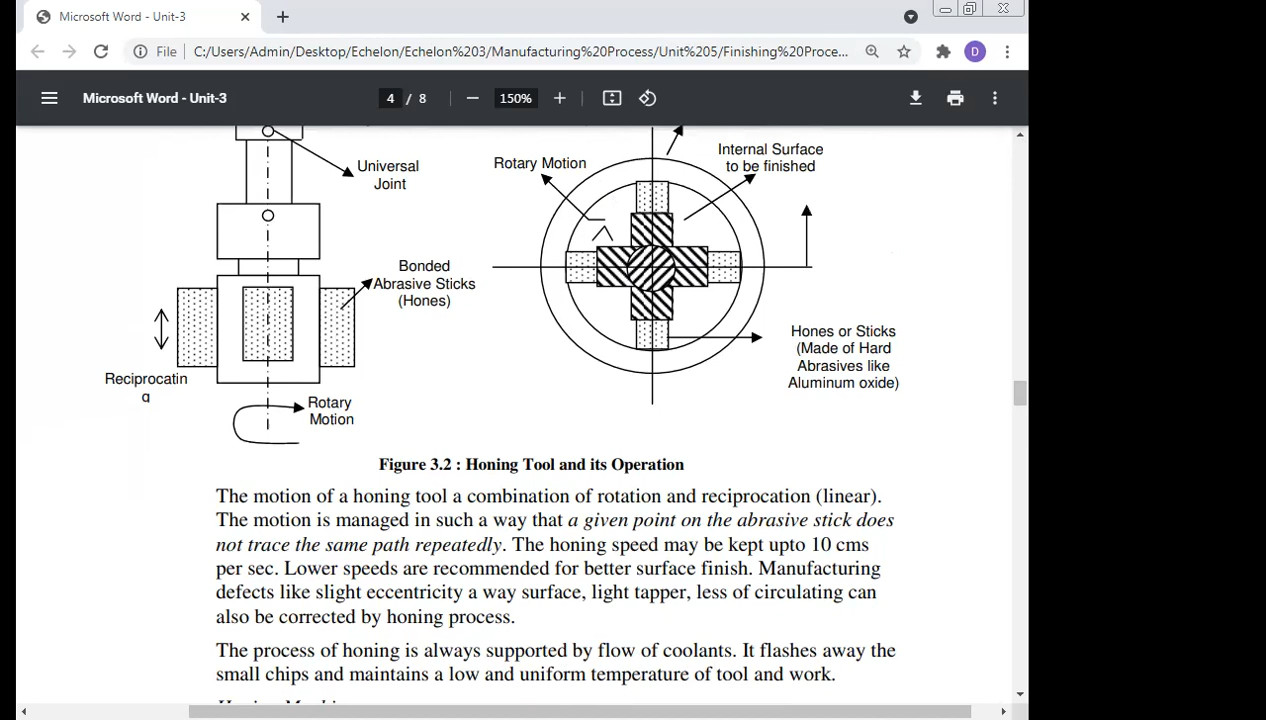 Microsoft Word - Unit-3
File
C:/Users/Admin/Desktop/Echelon/Echelon%203/Manufacturing%20Process/Unit%205/Finishing%20Proce...
D
Microsoft Word - Unit-3
4 / 8
150%
Universal
Joint
Rotary Motion
Internal Surface
to be finished
Bonded
Abrasive Sticks
(Hones)
Hones or Sticks
(Made of Hard
Abrasives like
Aluminum oxide)
Reciprocatin
g
Rotary
Motion
Figure 3.2 : Honing Tool and its Operation
The motion of a honing tool a combination of rotation and reciprocation (linear).
The motion is managed in such a way that a given point on the abrasive stick does
not trace the same path repeatedly. The honing speed may be kept upto 10 cms
per sec. Lower speeds are recommended for better surface finish. Manufacturing
defects like slight eccentricity a way surface, light tapper, less of circulating can
also be corrected by honing process.
The process of honing is always supported by flow of coolants. It flashes away the
small chips and maintains a low and uniform temperature of tool and work.